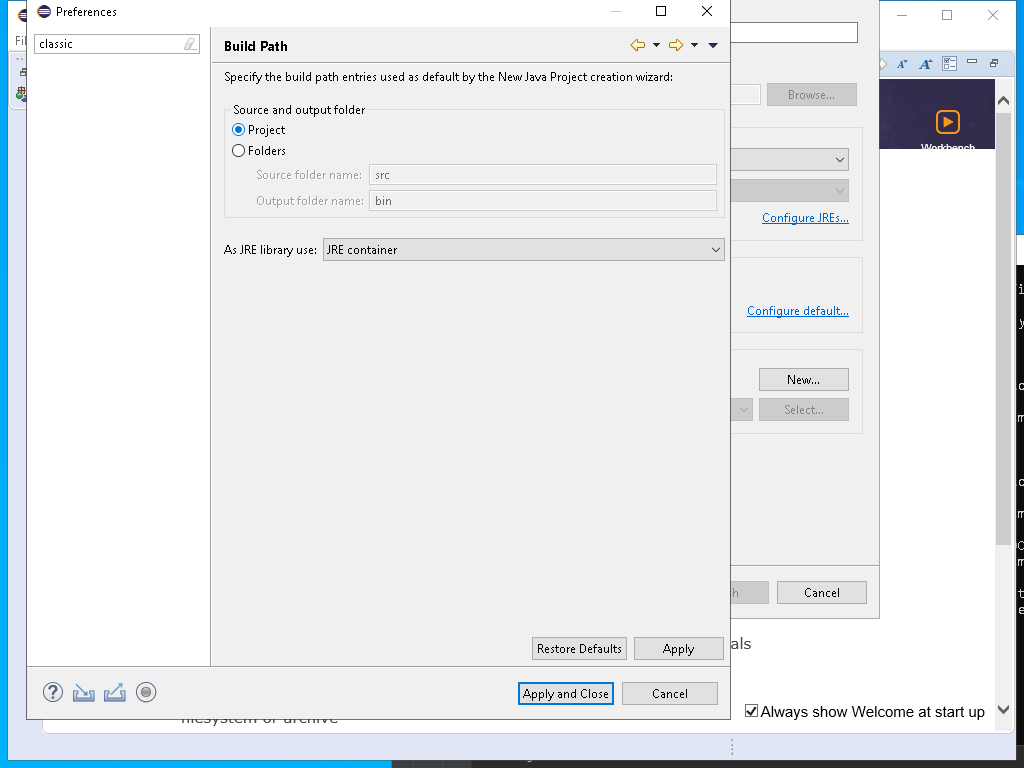 Preferences
Fil
classic
Build Path
Specify the build path entries used as default by the New Java Project creation wizard:
Source and output folder
Project
Folders
Source folder name: src
Output folder name: bin
As JRE library use: JRE container
Restore Defaults
Apply
Apply and Close
Cancel
Browse...
Configure JREs...
Configure default...
New...
Select...
Cancel
Workbench
Always show Welcome at start up
filesystem or archive